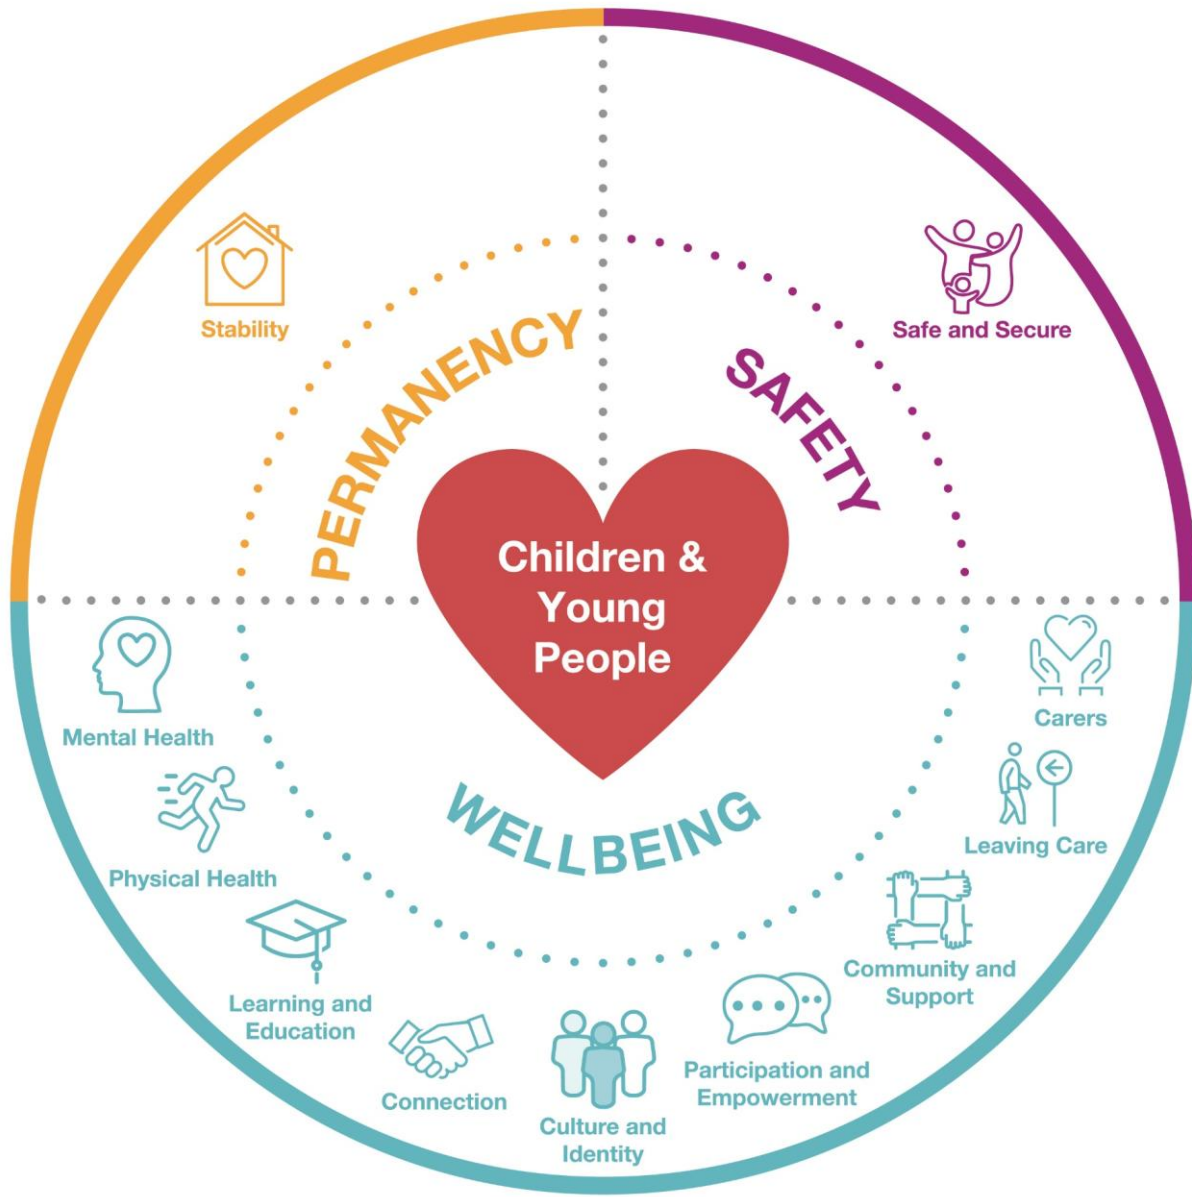 Stability
Safe and Secure
PERMANENCY
SAFETY
Children &
Young
People
Mental Health
Carers
Physical Health
Leaving Care
WELLBEING
Learning and
Education
Community and
Support
Connection
Participation and
Empowerment
Culture and
Identity